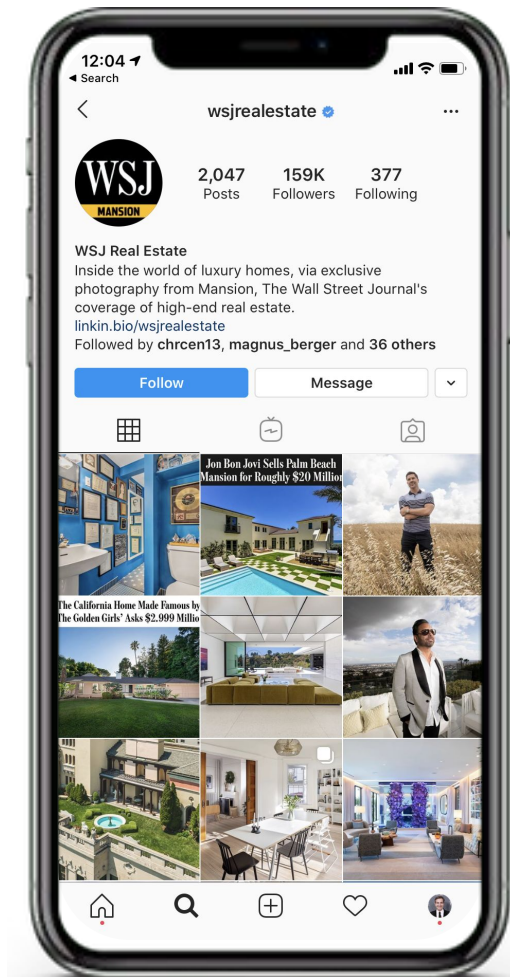 12:04
Search
wsjrealestate
WSJ
MANSION
2,047 159K 377
Posts Followers Following
WSJ Real Estate
Inside the world of luxury homes, via exclusive
photography from Mansion, The Wall Street Journal's
coverage of high-end real estate.
linkin.bio/wsjrealestate
Followed by chrcen13, magnus_berger and 36 others
Follow Message
Jon Bon Jovi Sells Palm Beach
Mansion for Roughly $20 Million
The California Home Made Famous by
The Golden Girls’ Asks $2.999 Millio